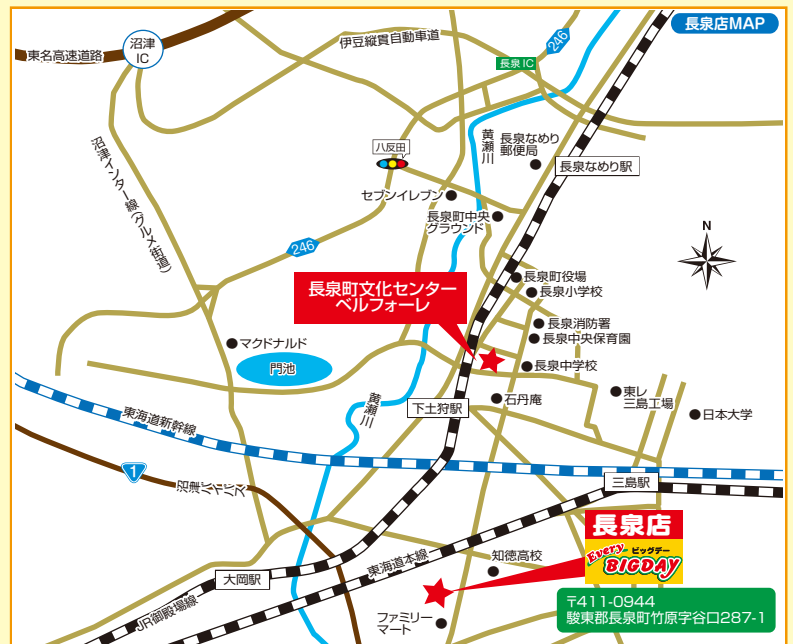 長泉店MAP
沼津
IC
東名高速道路
伊豆縦貫自動車道
246
長泉 IC
八反田
黄瀬川
長泉なめり
郵便局
長泉なめり駅
沼津インター線(グルメ街道)
セブンイレブン
長泉町中央
グラウンド
246
N
長泉町文化センター
ベルフォーレ
長泉町役場
長泉小学校
長泉消防署
長泉中央保育園
マクドナルド
門池
長泉中学校
黄瀬川
下土狩駅
石丹庵
東レ
三島工場
日本大学
東海道新幹線
1
沼津バイパス
三島駅
長泉店
Every ビッグデー
BIGDAY
知徳高校
東海道本線
大岡駅
JR御殿場線
ファミリー
マート
〒411-0944
駿東郡長泉町竹原字谷口287-1